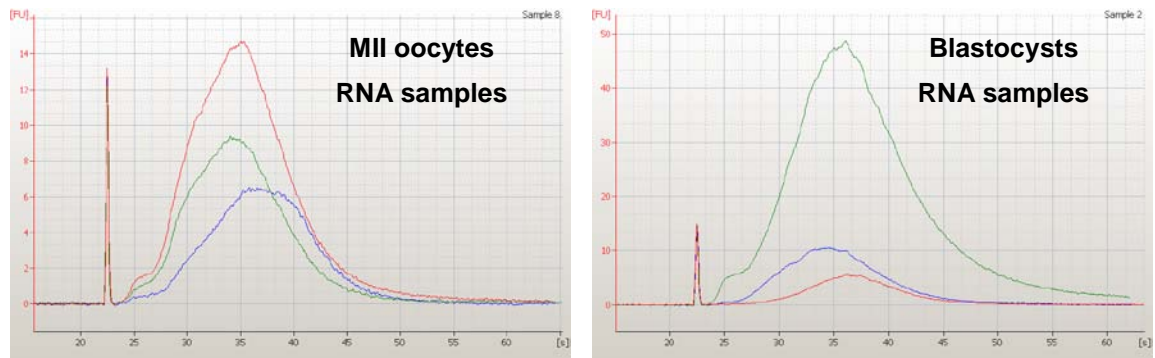 [FU]
Sample 8
MII oocytes
RNA samples
14
12
10
8
6
4
2
0
20 25 30 35 40 45 50 55 60 [s]
[FU]
Sample 2
Blastocysts
RNA samples
50
40
30
20
10
0
20 25 30 35 40 45 50 55 60 [s]